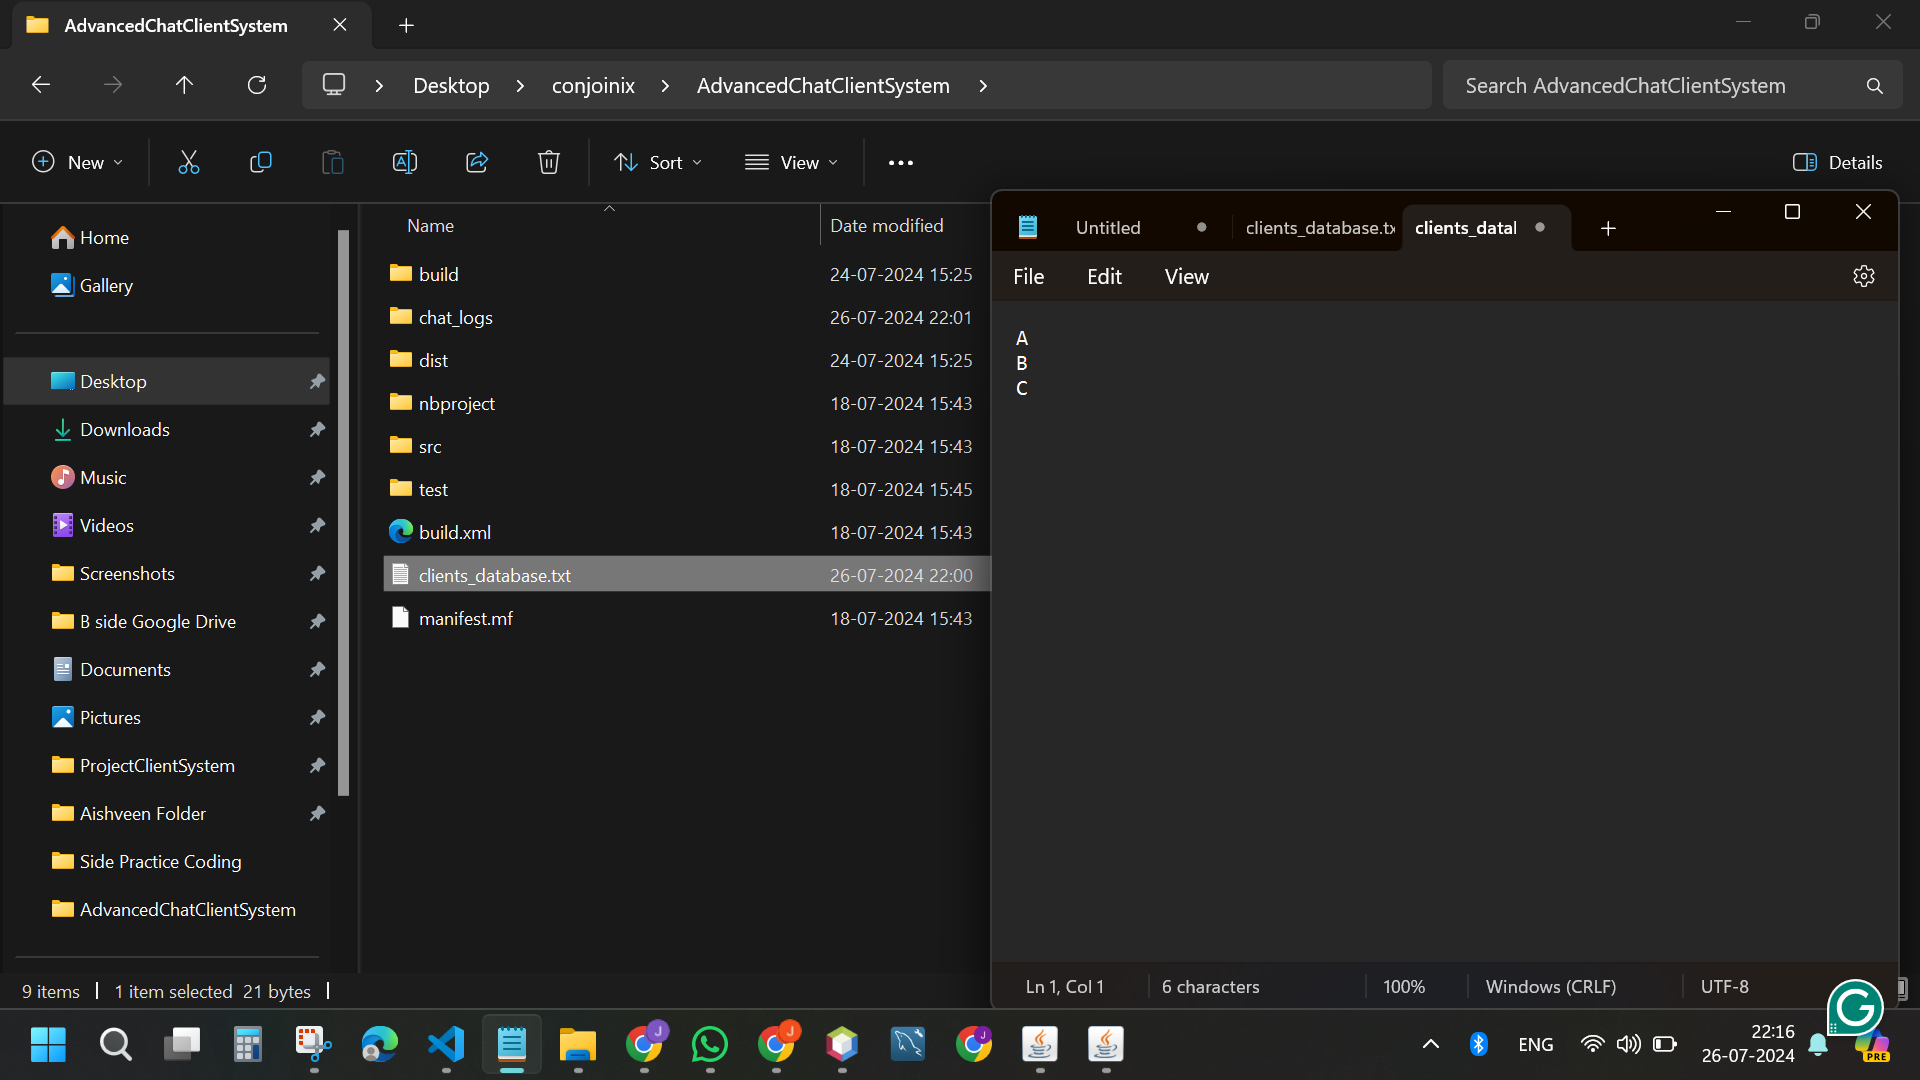 AdvancedChatClientSystem
Desktop
conjoinix
AdvancedChatClientSystem
Search AdvancedChatClientSystem
New
Sort
View
Details
Home
Gallery
Desktop
Downloads
Music
Videos
Screenshots
B side Google Drive
Documents
Pictures
ProjectClientSystem
Aishveen Folder
Side Practice Coding
AdvancedChatClientSystem
Name
Date modified
build
24-07-2024 15:25
chat_logs
26-07-2024 22:01
dist
24-07-2024 15:25
nbproject
18-07-2024 15:43
src
18-07-2024 15:43
test
18-07-2024 15:45
build.xml
18-07-2024 15:43
clients_database.txt
26-07-2024 22:00
manifest.mf
18-07-2024 15:43
Untitled
clients_database.tx
clients_datal
File
Edit
View
A
B
C
Ln 1, Col 1
6 characters
100%
Windows (CRLF)
UTF-8
9 items
1 item selected 21 bytes
J
J
J
ENG
22:16
26-07-2024
G
PRE